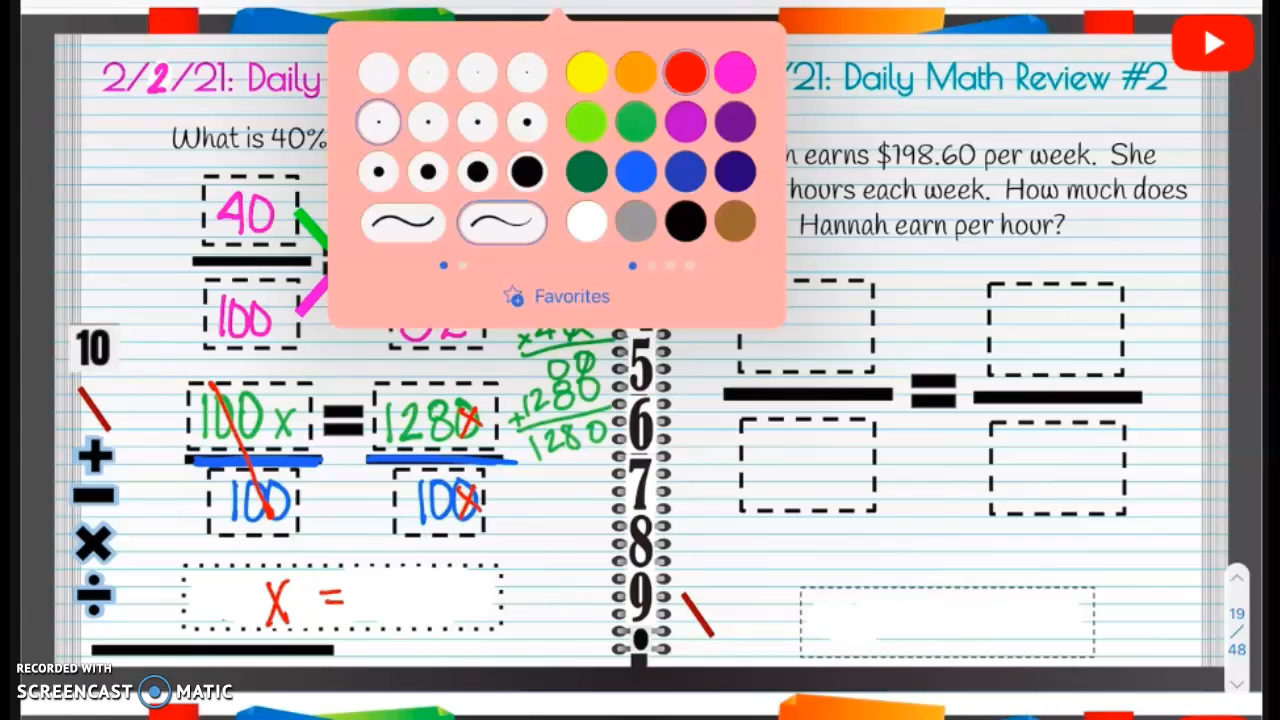 2/2/21: Daily
What is 40%
40
100
10
100x = 1280
100 100
x =
00
+1280
1280
Favorites
5
6
7
8
9
/21: Daily Math Review #2
earns $198.60 per week. She
hours each week. How much does
Hannah earn per hour?
=
19
/
48
RECORDED WITH
SCREENCAST MATIC